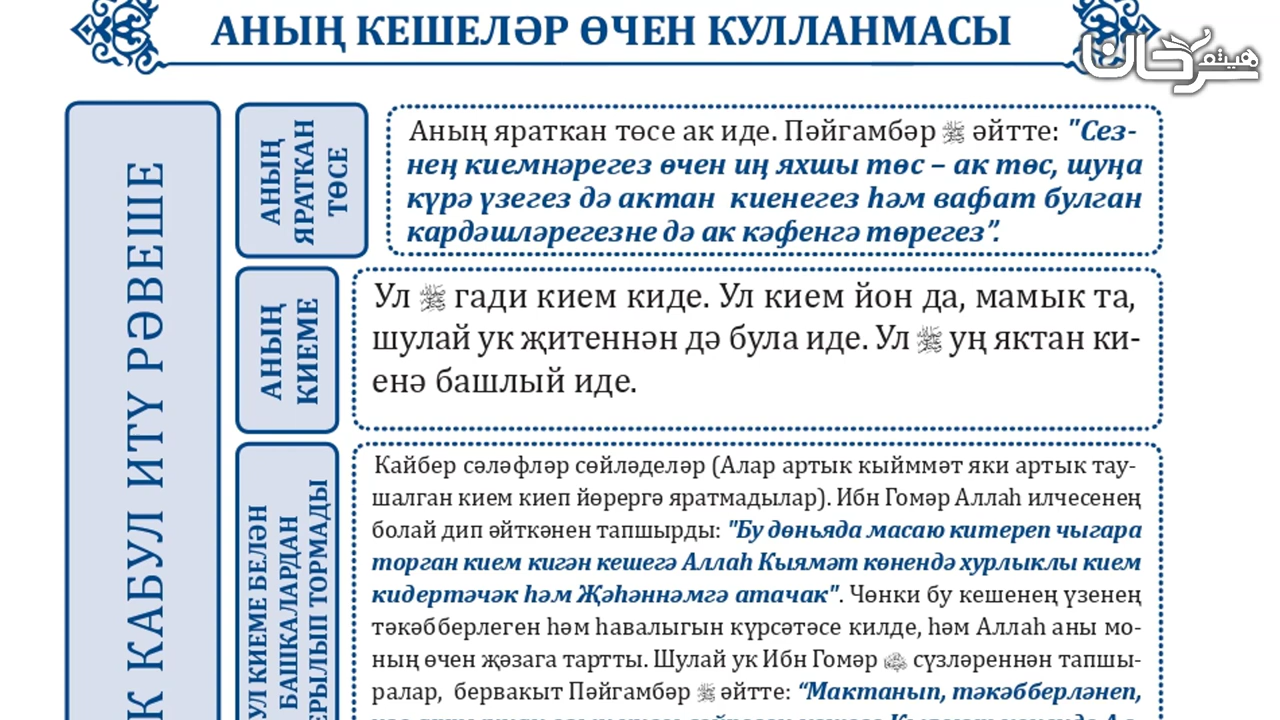 АНЫҢ КЕШЕЛӘР ӨЧЕН КУЛЛАНМАСЫ
К КАБУЛ ИТҮ РӘВЕШЕ
АНЫҢ
ЯРАТКАН
ТӨСЕ
Аның яраткан төсе ак иде. Пәйгамбәр ﷺ әйтте: "Сез-
нең киемнәрегез өчен иң яхшы төс – ак төс, шуңа
күрә үзегез дә актан киенегез һәм вафат булган
кардәшләрегезне дә ак кәфенгә төрегез”.
АНЫҢ
КИЕМЕ
Ул ﷺ гади кием киде. Ул кием йон да, мамык та,
шулай ук җитеннән дә була иде. Ул ﷺ уң яктан ки-
енә башлый иде.
УЛ КИЕМЕ БЕЛӘН
БАШКАЛАРДАН
ЕРЫЛЫП ТОРМАДЫ
Кайбер сәләфләр сөйләделәр (Алар артык кыйммәт яки артык тау-
шалган кием киеп йөрергә яратмадылар). Ибн Гомәр Аллаһ илчесенең
болай дип әйткәнен тапшырды: "Бу дөньяда масаю китереп чыгара
торган кием кигән кешегә Аллаһ Кыямәт көнендә хурлыклы кием
кидертәчәк һәм Җәһәннәмгә атачак". Чөнки бу кешенең үзенең
тәкәбберлеген һәм һавалыгын күрсәтәсе килде, һәм Аллаһ аны мо-
ның өчен җәзага тартты. Шулай ук Ибн Гомәр сүзләреннән тапшы-
ралар, бервакыт Пәйгамбәр ﷺ әйтте: “Мактанып, тәкәбберләнеп,